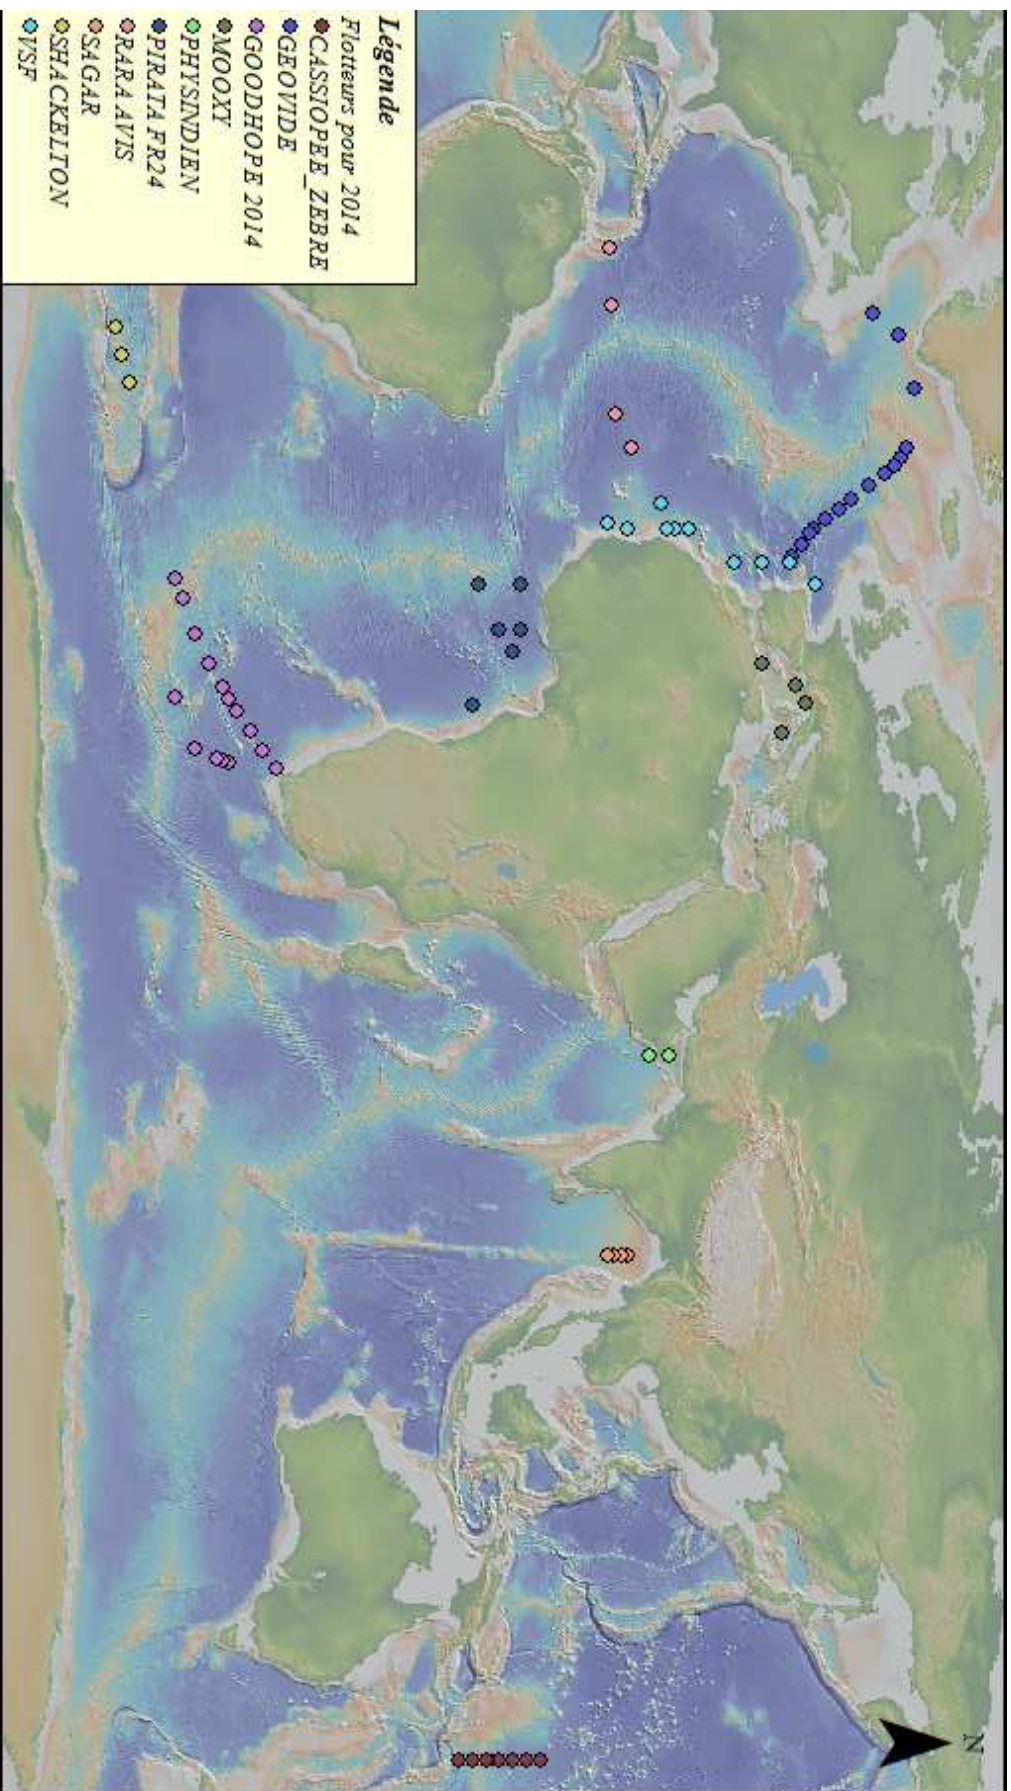 Légende
Flotteurs pour 2014
CASSIOPEE_ZEBRE
GEOVIDE
GOODHOPE 2014
MOOXY
PHYSINDIEN
PIRATA FR24
RARA AVIS
SAGAR
SHACKELTON
VSF
N